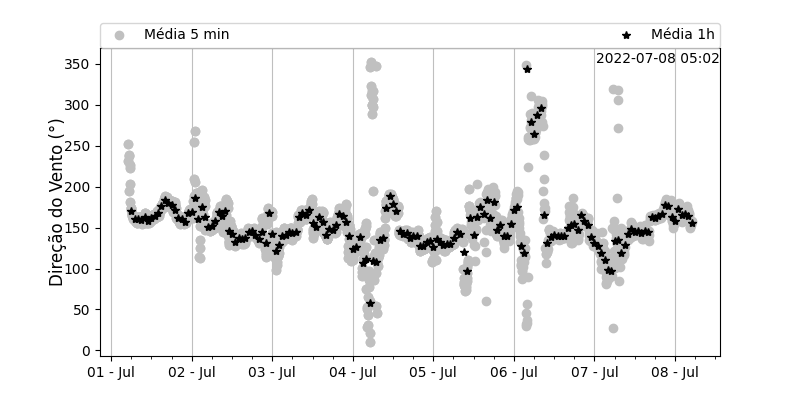 Média 5 min
Média 1h
2022-07-08 05:02
Direção do Vento (°)
350
300
250
200
150
100
50
0
01 - Jul
02 - Jul
03 - Jul
04 - Jul
05 - Jul
06 - Jul
07 - Jul
08 - Jul